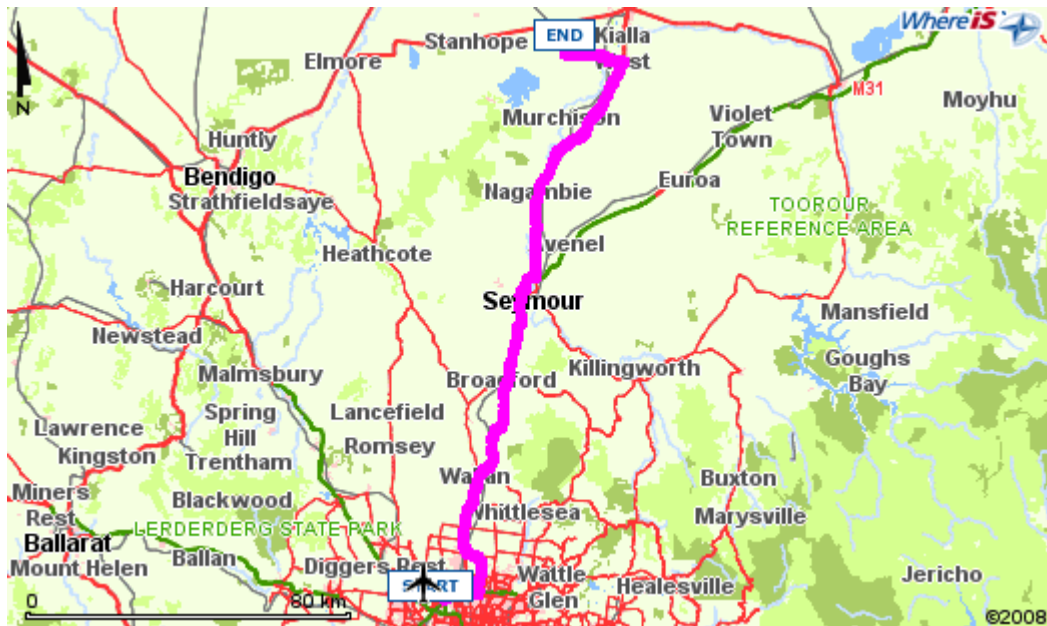 WhereiS
END
Kialla
West
Stanhope
Elmore
N
M31
Moyhu
Murchison
Violet
Town
Huntly
Bendigo
Strathfieldsaye
Nagambie
Euroa
TOOROUR
REFERENCE AREA
Heathcote
Avenel
Harcourt
Seymour
Mansfield
Newstead
Goughs
Bay
Malmsbury
Broadford
Killingworth
Spring
Hill
Lancefield
Lawrence
Romsey
Kingston
Trentham
Wallan
Buxton
Miners
Rest
Blackwood
Whittlesea
Marysville
LERDERDERG STATE PARK
Ballarat
Ballan
Mount Helen
Diggers Rest
START
Wattle
Glen
Healesville
Jericho
0
80 km
©2008